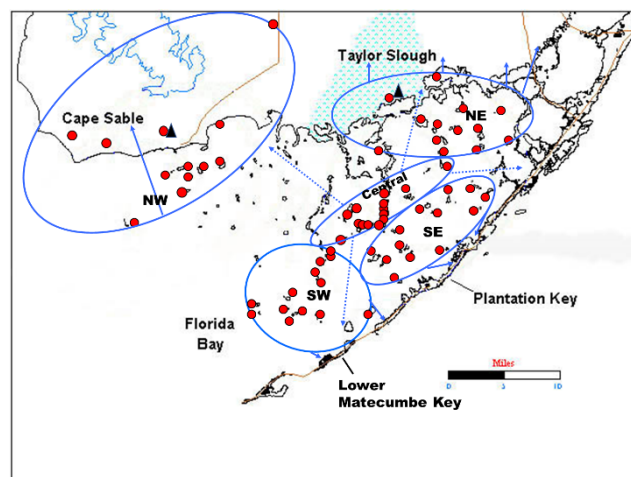 Taylor Slough
Cape Sable
NE
NW
Central
SE
SW
Plantation Key
Florida
Bay
Lower
Matecumbe Key
Miles
0 5 10